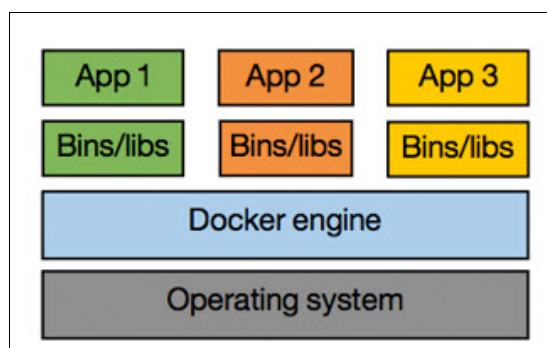 App 1 App 2 App 3
Bins/libs Bins/libs Bins/libs
Docker engine
Operating system